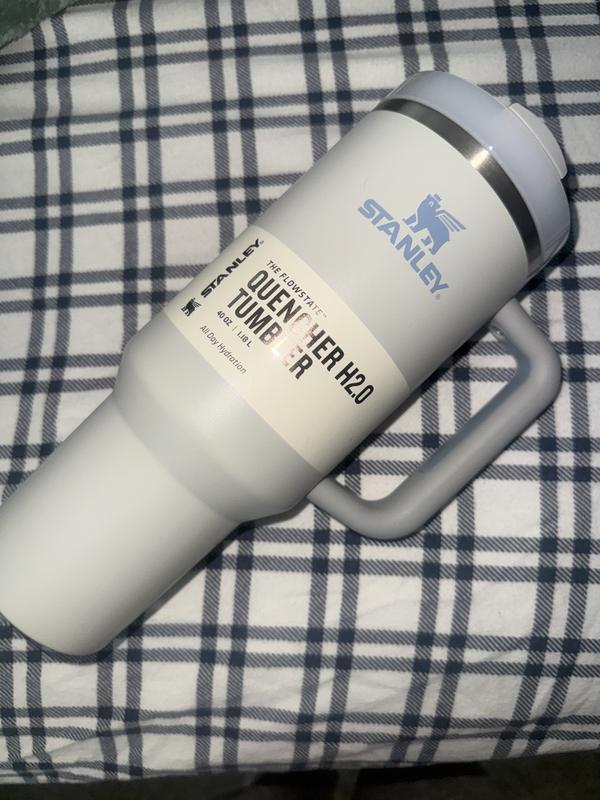 STANLEY®
STANLEY®
THE FLOWSTATE™
QUENCHER H2.0
TUMBLER
40 OZ | 1.18 L
All Day Hydration